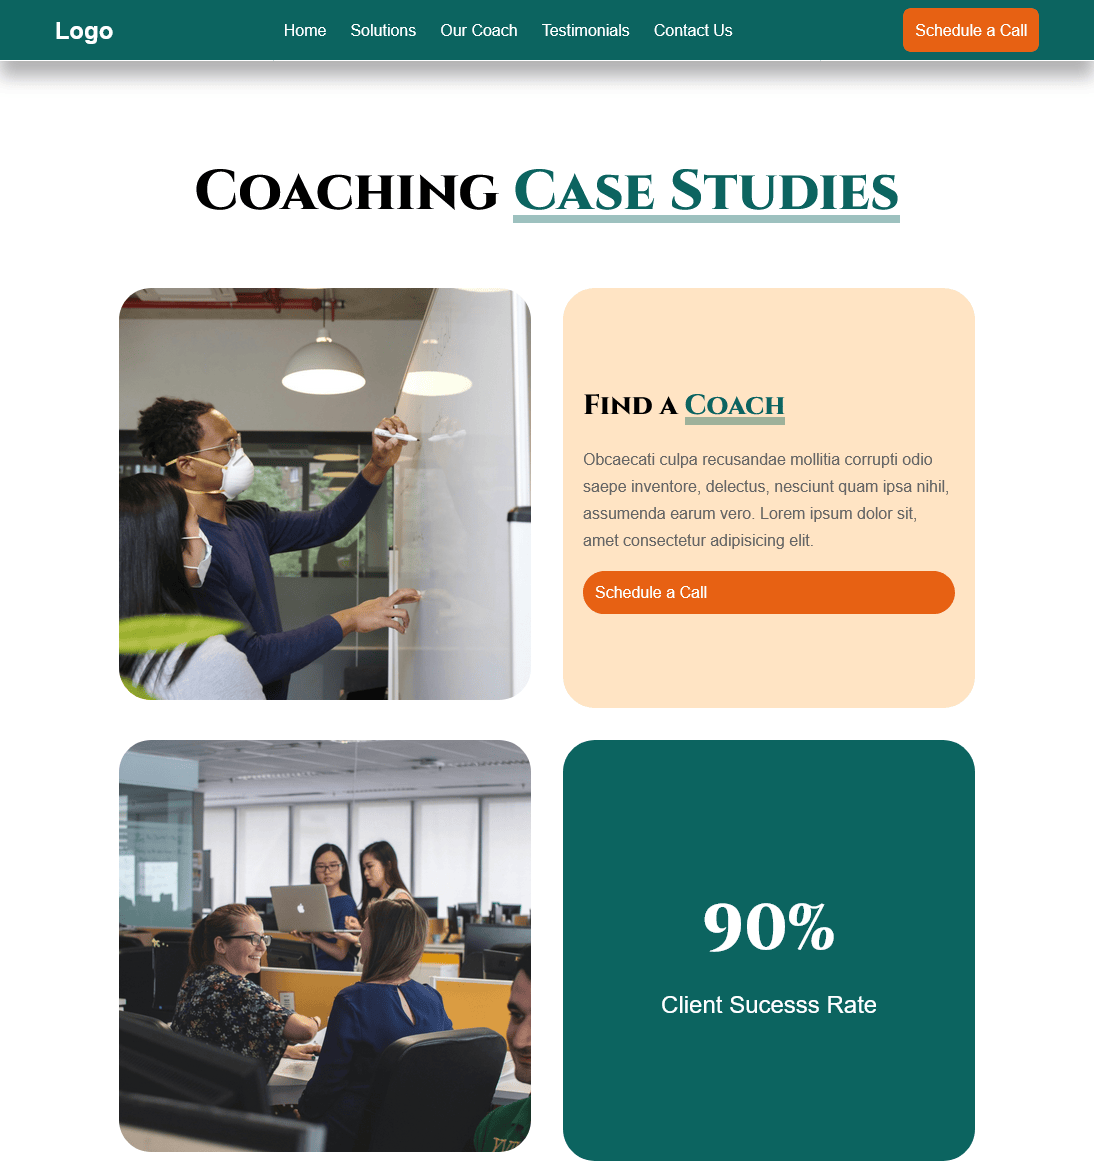 Logo
Home Solutions Our Coach Testimonials Contact Us
Schedule a Call
Coaching Case Studies
Find a Coach
Obcaecati culpa recusandae mollitia corrupti odio
saepe inventore, delectus, nesciunt quam ipsa nihil,
assumenda earum vero. Lorem ipsum dolor sit,
amet consectetur adipisicing elit.
Schedule a Call
90%
Client Sucesss Rate